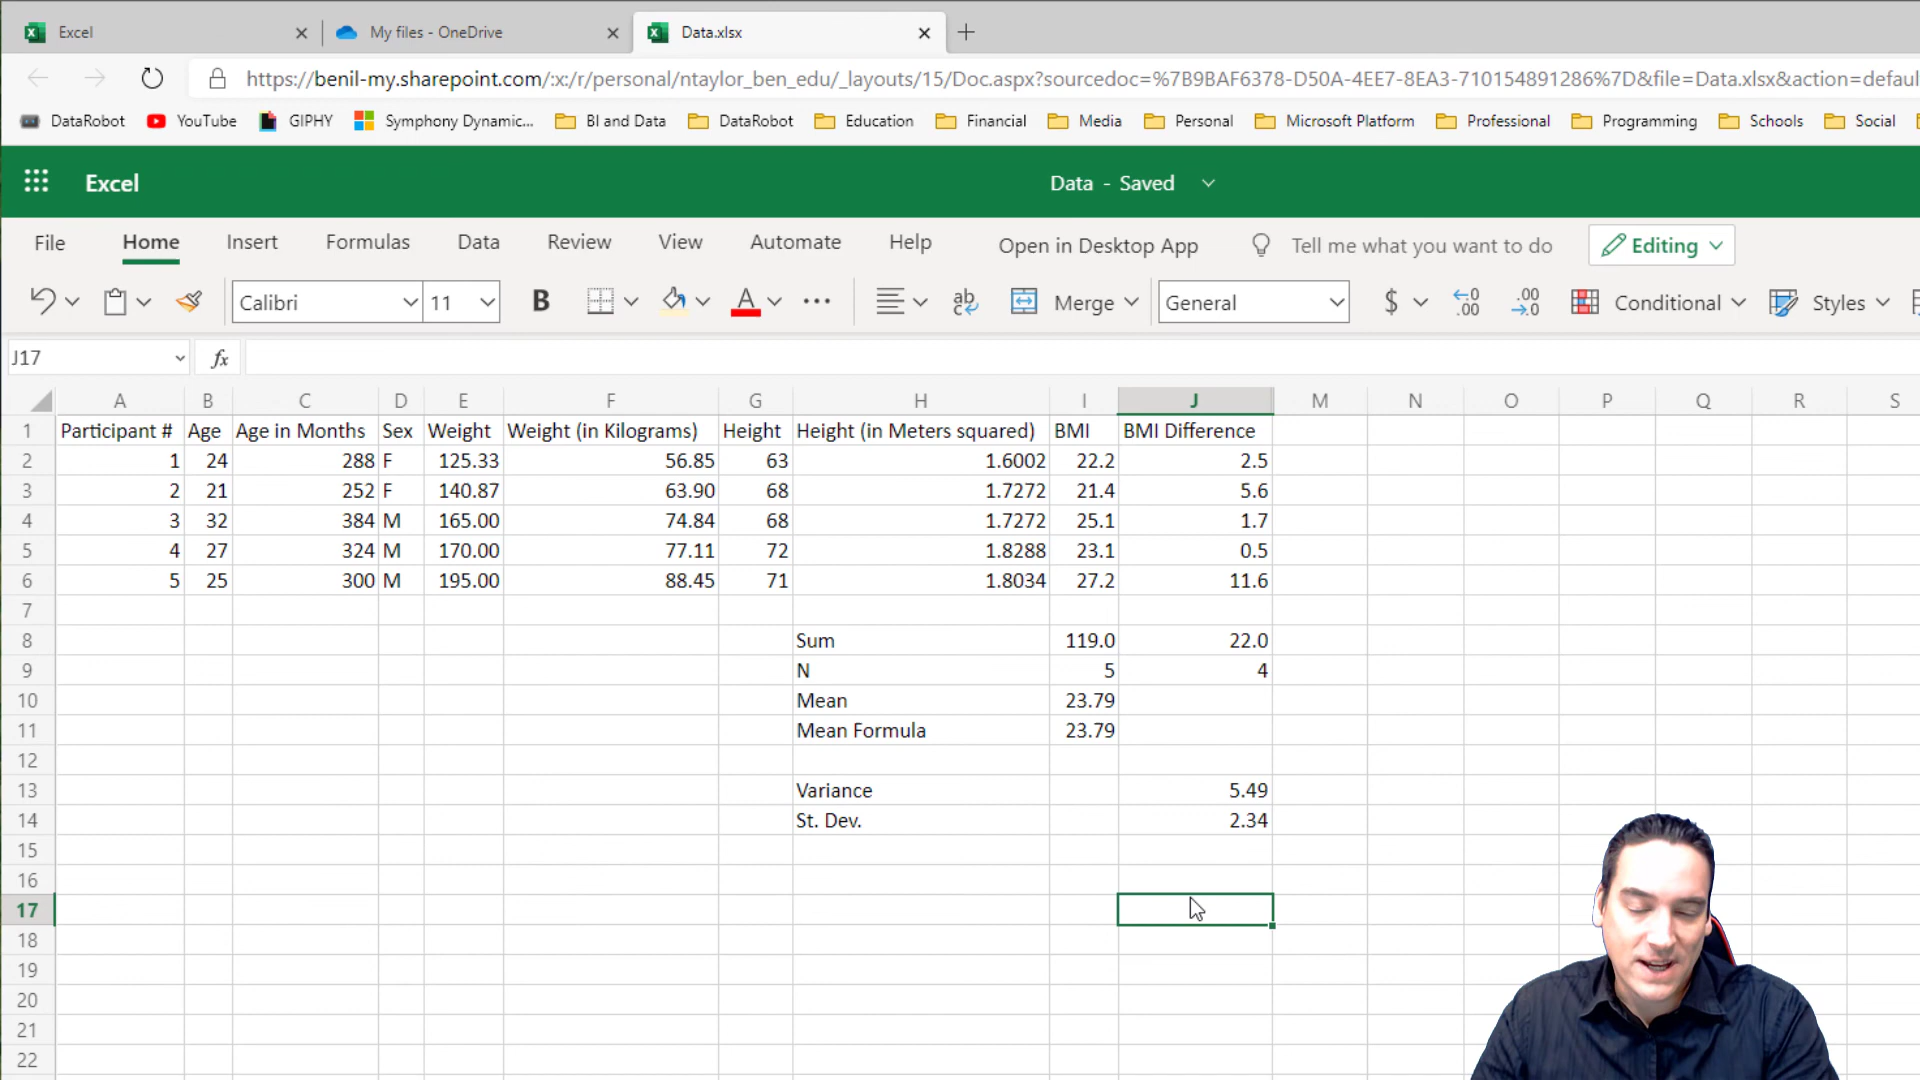 Excel My files - OneDrive Data.xlsx
https://benil-my.sharepoint.com/:x:/r/personal/ntaylor_ben_edu/_layouts/15/Doc.aspx?sourcedoc=%7B9BAF6378-D50A-4EE7-8EA3-710154891286%7D&file=Data.xlsx&action=defaul
DataRobot YouTube GIPHY Symphony Dynamic... BI and Data DataRobot Education Financial Media Personal Microsoft Platform Professional Programming Schools Social
Excel Data - Saved
File Home Insert Formulas Data Review View Automate Help Open in Desktop App Tell me what you want to do Editing
Calibri 11 B A ... ab Merge General $ .00 .00 Conditional Styles
J17 fx
A B C D E F G H I J M N O P Q R S
1 Participant # Age Age in Months Sex Weight Weight (in Kilograms) Height Height (in Meters squared) BMI BMI Difference
2 1 24 288 F 125.33 56.85 63 1.6002 22.2 2.5
3 2 21 252 F 140.87 63.90 68 1.7272 21.4 5.6
4 3 32 384 M 165.00 74.84 68 1.7272 25.1 1.7
5 4 27 324 M 170.00 77.11 72 1.8288 23.1 0.5
6 5 25 300 M 195.00 88.45 71 1.8034 27.2 11.6
7
8 Sum 119.0 22.0
9 N 5 4
10 Mean 23.79
11 Mean Formula 23.79
12
13 Variance 5.49
14 St. Dev. 2.34
15
16
17
18
19
20
21
22